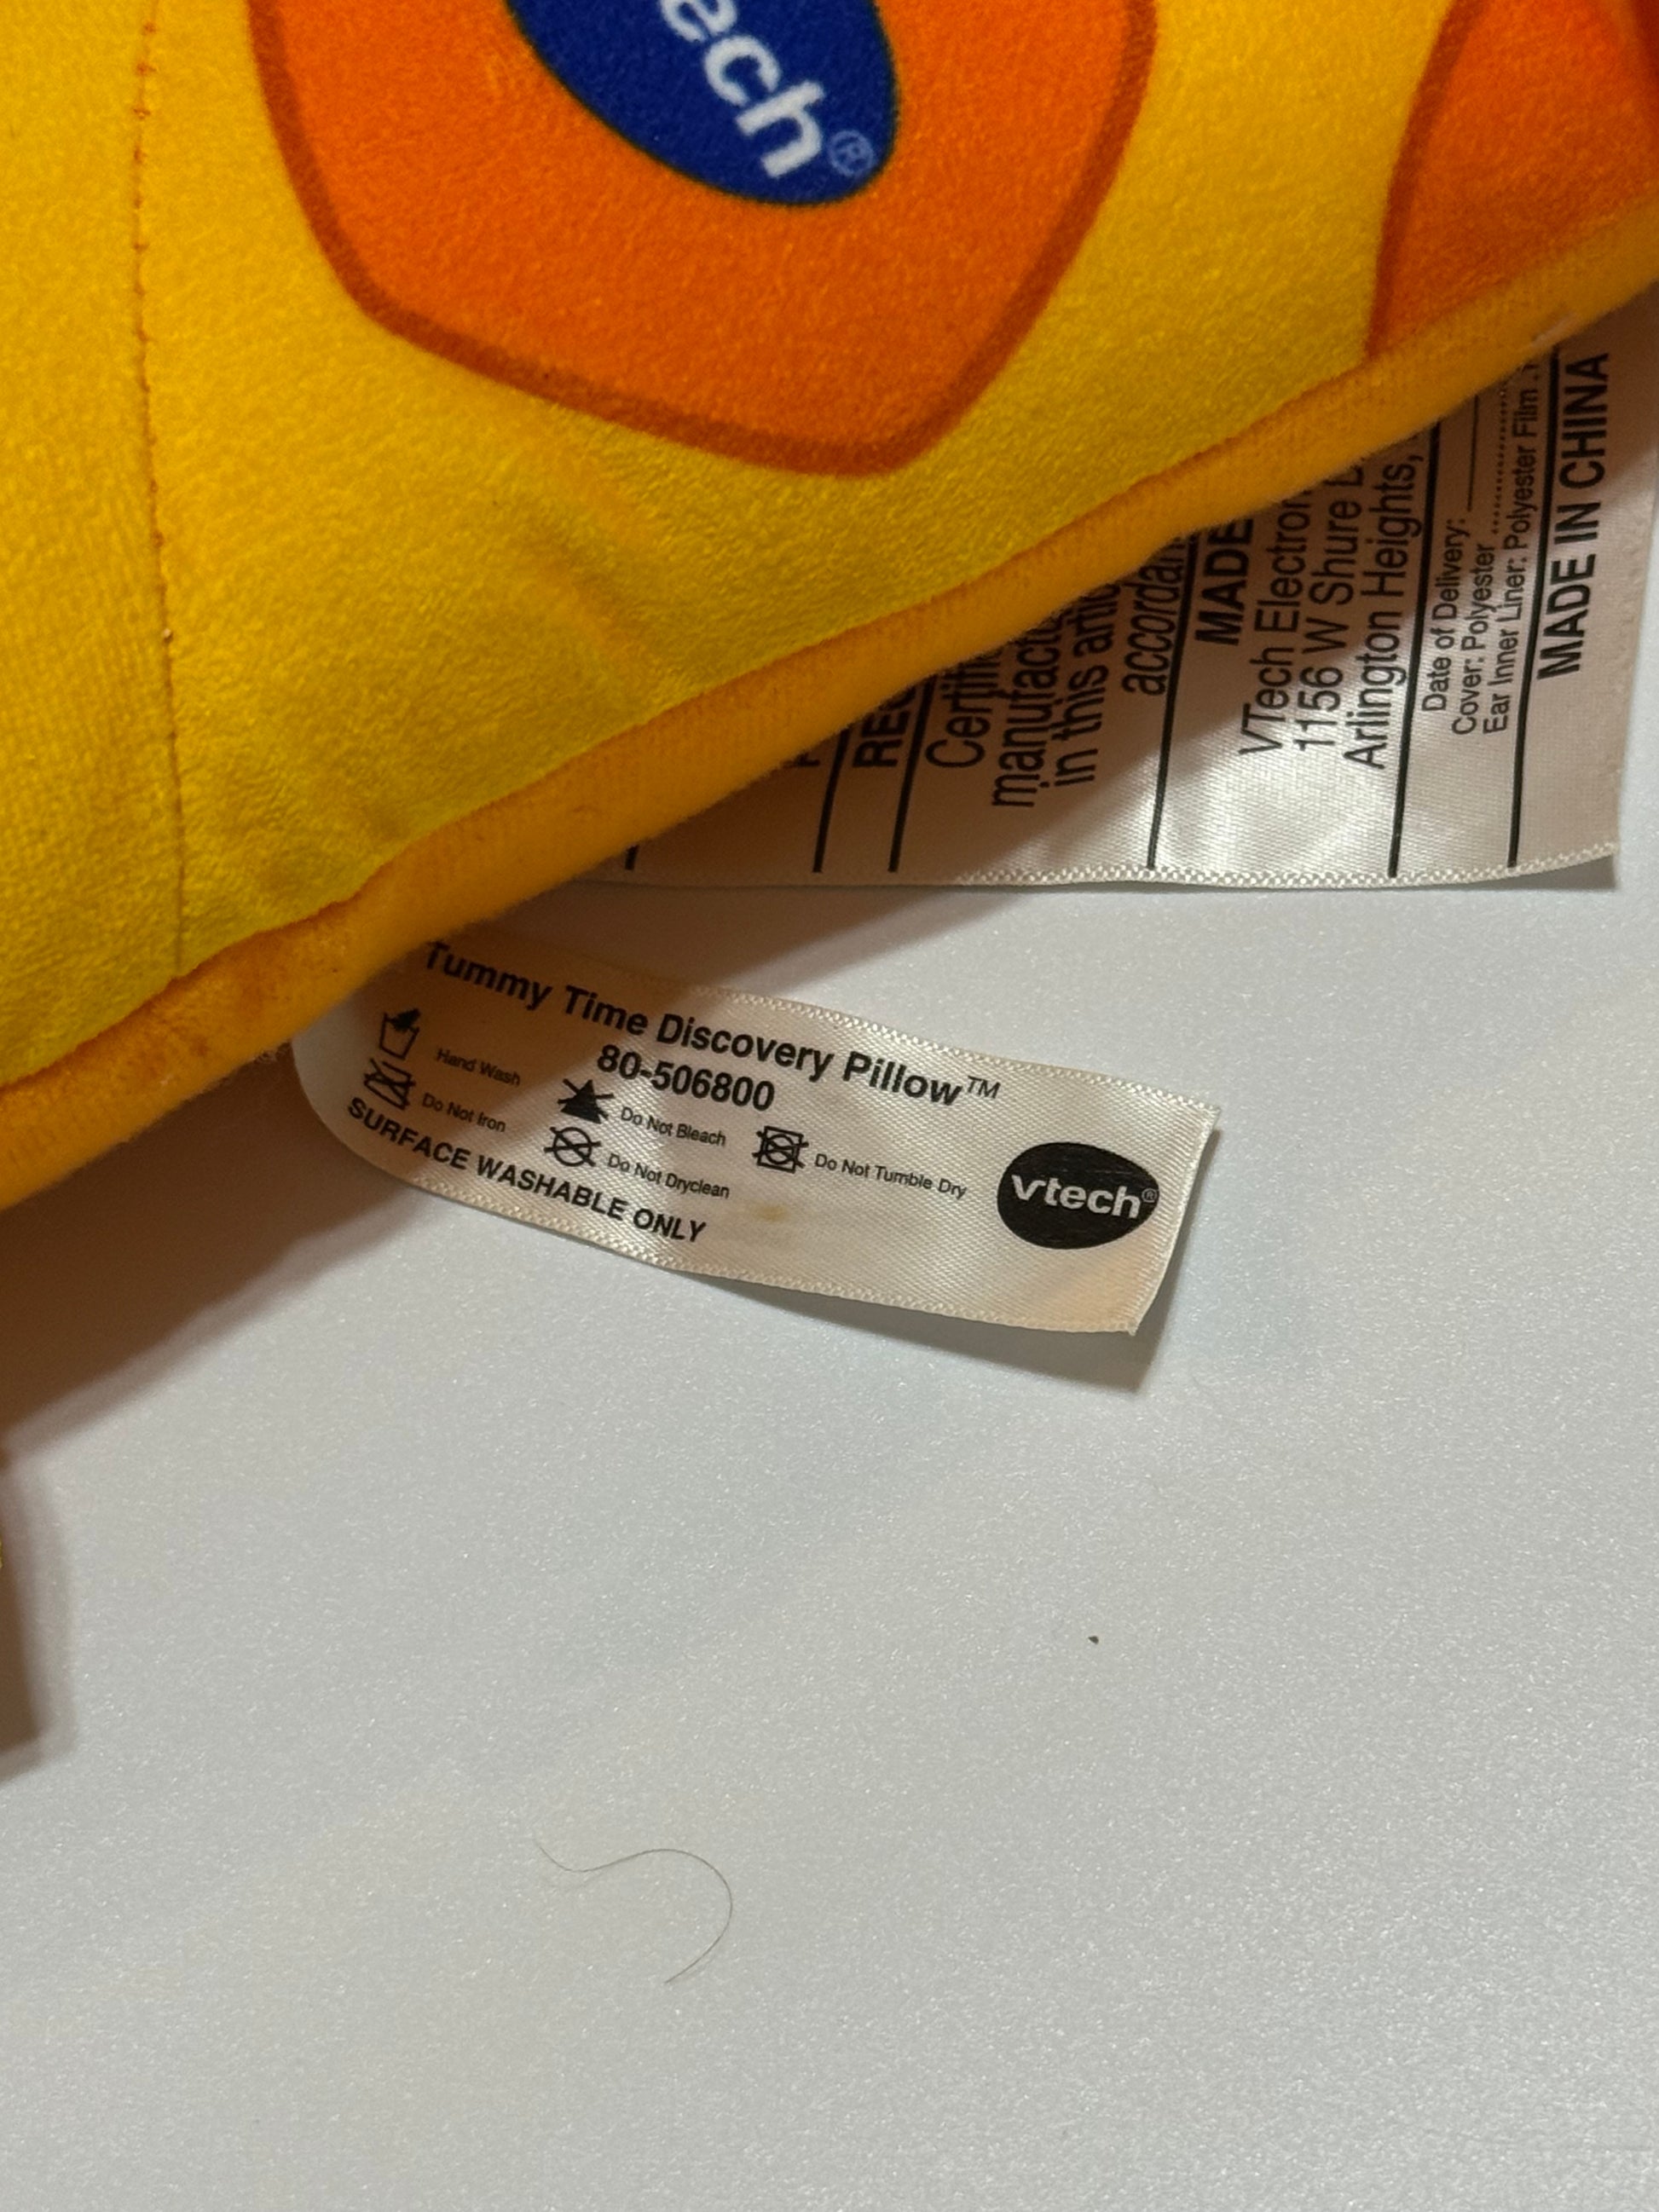 ech®
Tummy Time Discovery Pillow™
80-506800
Hand Wash
Do Not Bleach
Do Not Tumble Dry
Do Not Iron
Do Not Dryclean
SURFACE WASHABLE ONLY
vtech®
REG
Certifi
manufactu
in this artic
accordan
MADE
VTech Electron
1156 W Shure D
Arlington Heights,
Date of Delivery:
Cover: Polyester
Ear Inner Liner: Polyester Film
MADE IN CHINA